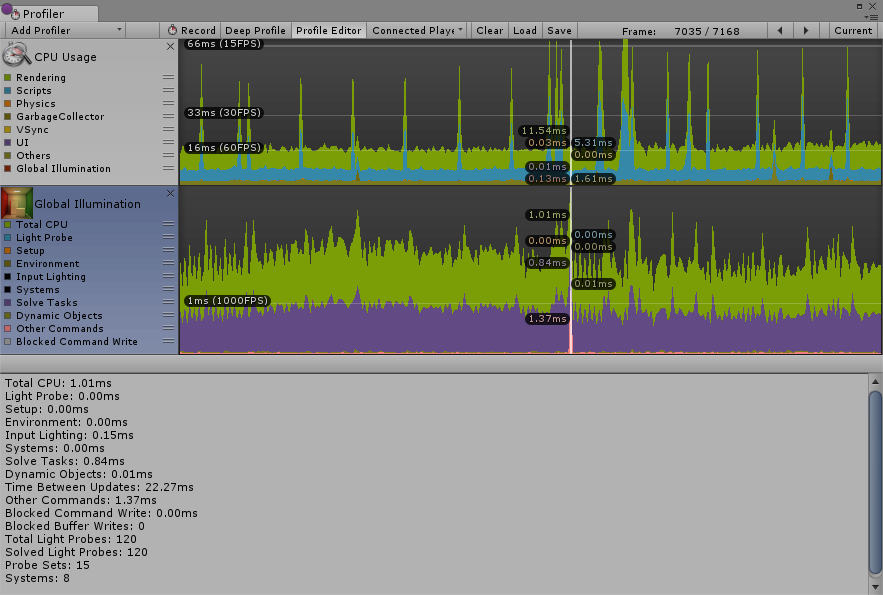 Profiler
Add Profiler Record Deep Profile Profile Editor Connected Playe Clear Load Save Frame: 7035 / 7168 Current
CPU Usage
Rendering
Scripts
Physics
GarbageCollector
VSync
UI
Others
Global Illumination
66ms (15FPS)
33ms (30FPS)
16ms (60FPS)
11.54ms
0.03ms 5.31ms
0.00ms
0.01ms
0.13ms 1.61ms
Global Illumination
Total CPU
Light Probe
Setup
Environment
Input Lighting
Systems
Solve Tasks
Dynamic Objects
Other Commands
Blocked Command Write
1.01ms
0.00ms
0.00ms
0.00ms
0.84ms
0.01ms
1ms (1000FPS)
1.37ms
Total CPU: 1.01ms
Light Probe: 0.00ms
Setup: 0.00ms
Environment: 0.00ms
Input Lighting: 0.15ms
Systems: 0.00ms
Solve Tasks: 0.84ms
Dynamic Objects: 0.01ms
Time Between Updates: 22.27ms
Other Commands: 1.37ms
Blocked Command Write: 0.00ms
Blocked Buffer Writes: 0
Total Light Probes: 120
Solved Light Probes: 120
Probe Sets: 15
Systems: 8